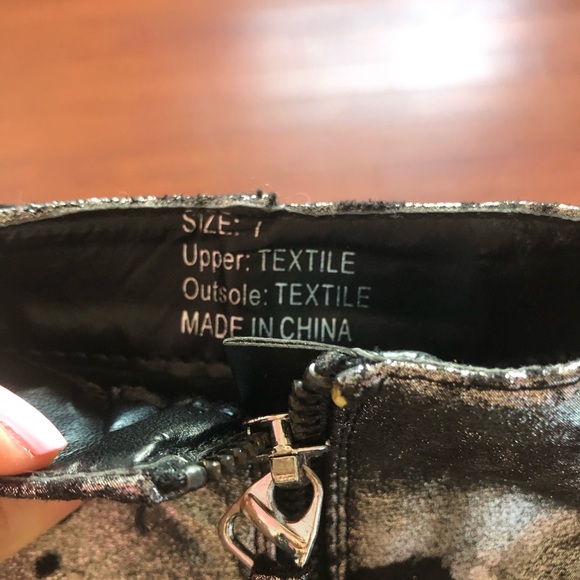 SIZE: 7
Upper: TEXTILE
Outsole: TEXTILE
MADE IN CHINA